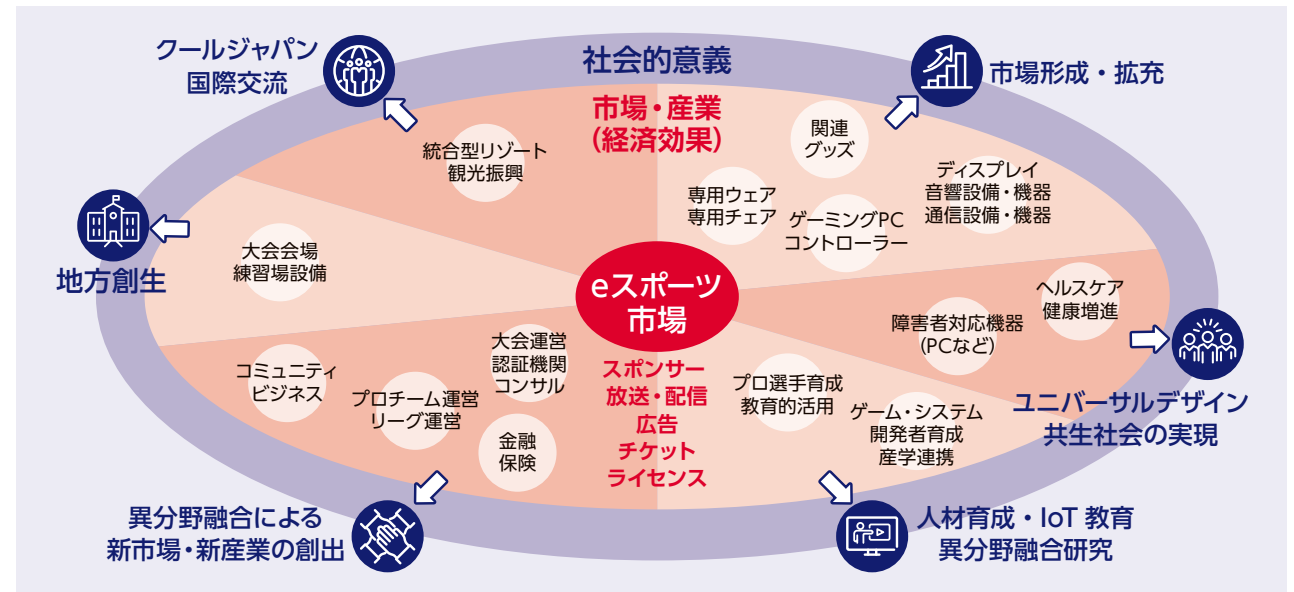 社会的意義
市場・産業
（経済効果）
クールジャパン
国際交流
統合型リゾート
観光振興
市場形成・拡充
関連
グッズ
専用ウェア
専用チェア
ゲーミングPC
コントローラー
ディスプレイ
音響設備・機器
通信設備・機器
地方創生
大会会場
練習場設備
eスポーツ
市場
スポンサー
放送・配信
広告
チケット
ライセンス
ヘルスケア
健康増進
障害者対応機器
(PCなど)
ユニバーサルデザイン
共生社会の実現
コミュニティ
ビジネス
プロチーム運営
リーグ運営
大会運営
認証機関
コンサル
金融
保険
異分野融合による
新市場・新産業の創出
プロ選手育成
教育的活用
ゲーム・システム
開発者育成
産学連携
人材育成・IoT 教育
異分野融合研究